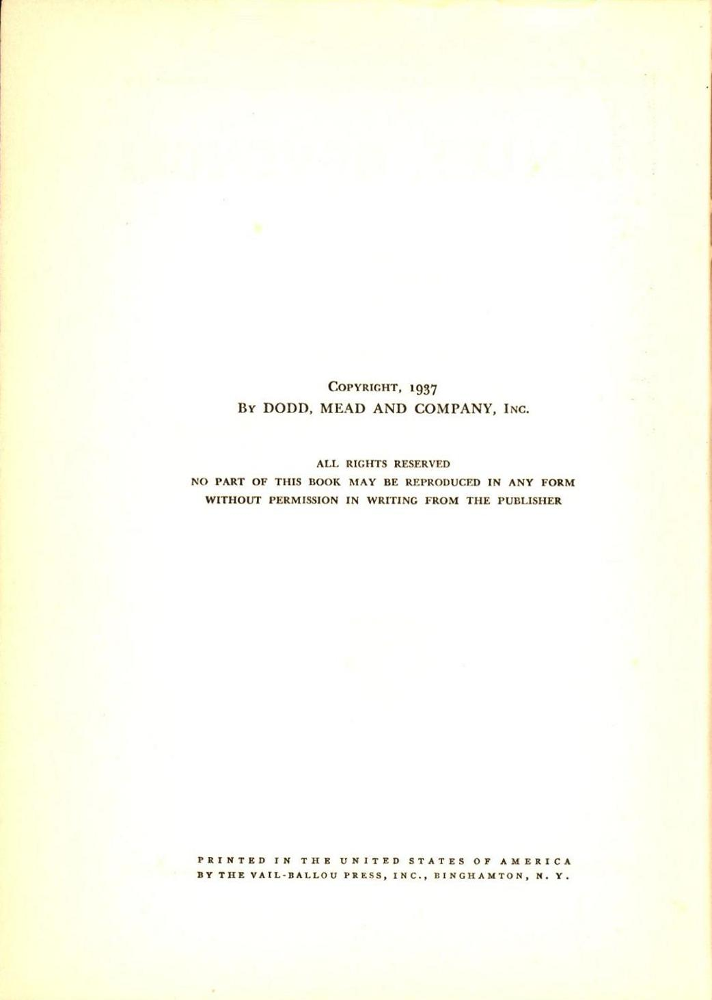 Copyright, 1937
By DODD, MEAD AND COMPANY, Inc.
ALL RIGHTS RESERVED
NO PART OF THIS BOOK MAY BE REPRODUCED IN ANY FORM
WITHOUT PERMISSION IN WRITING FROM THE PUBLISHER
PRINTED IN THE UNITED STATES OF AMERICA
BY THE VAIL-BALLOU PRESS, INC., BINGHAMTON, N. Y.